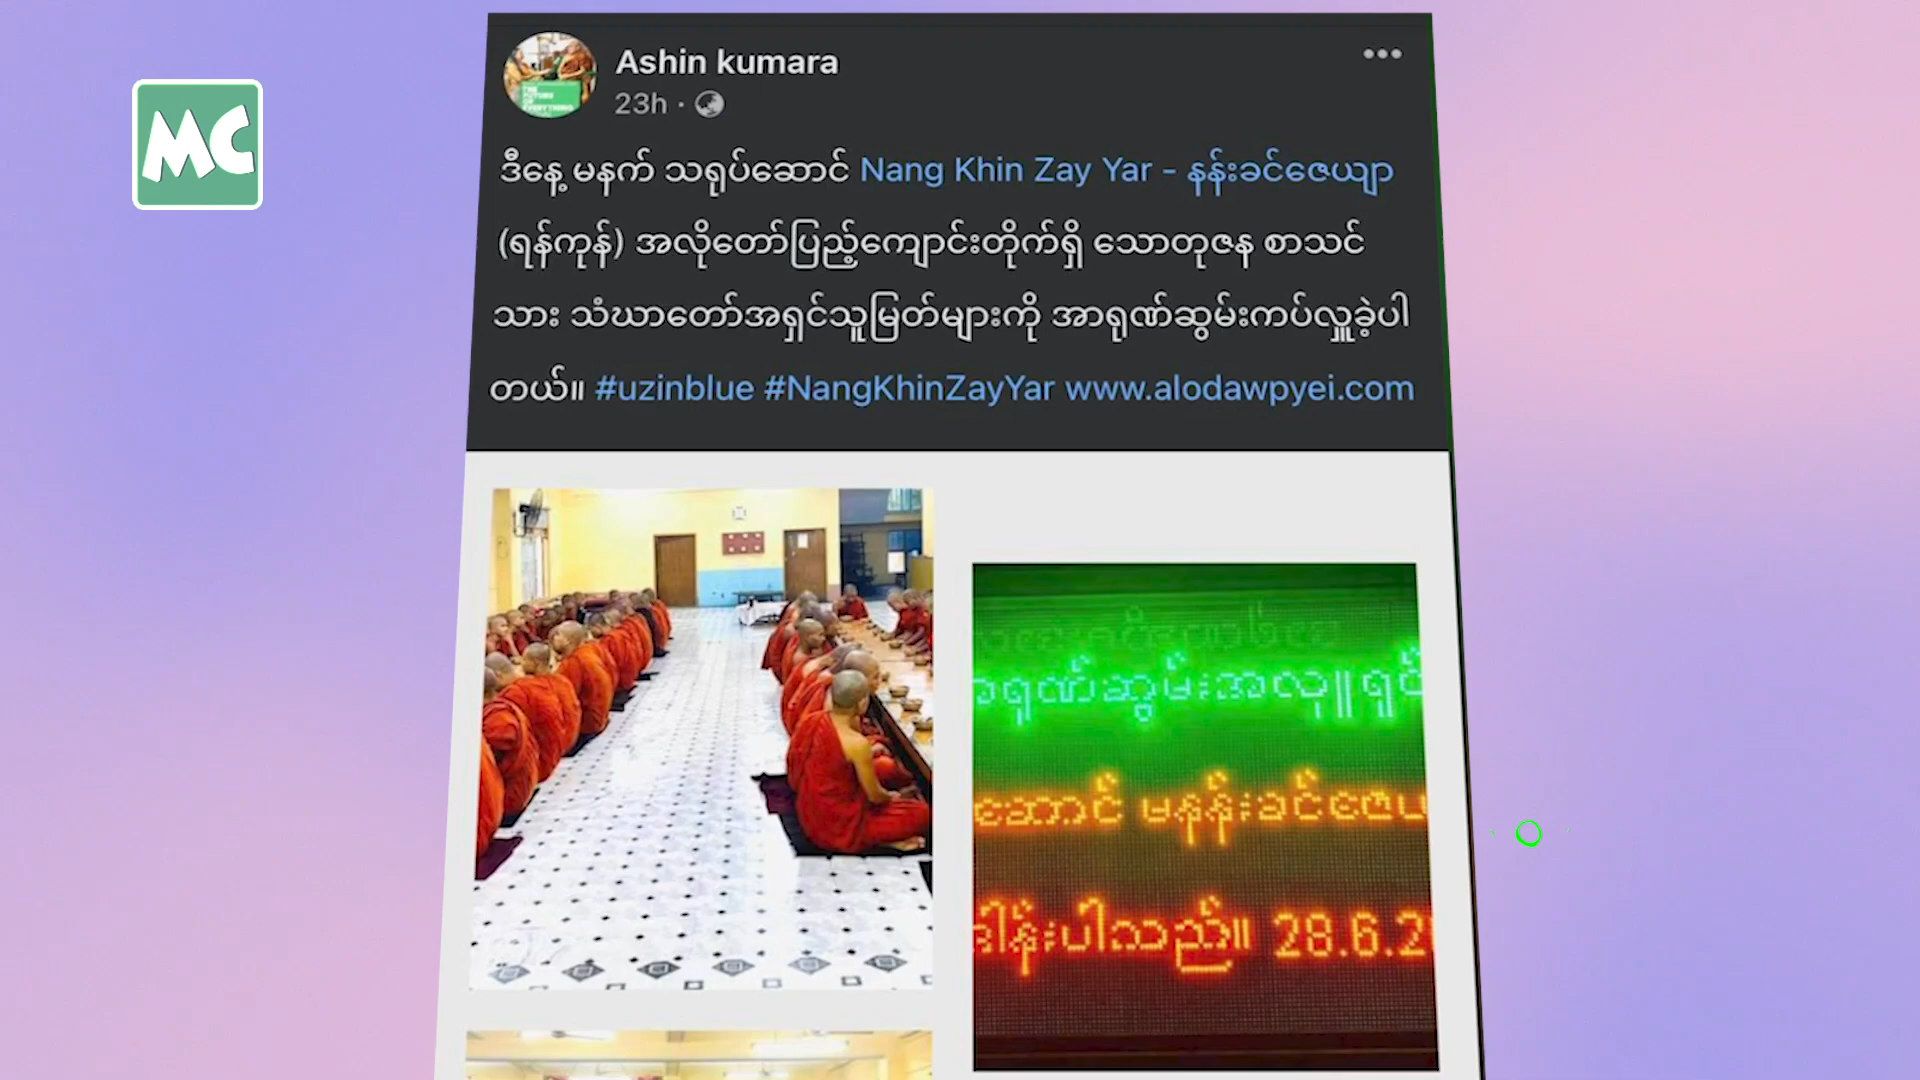 MC
Ashin kumara
23h
ဒီနေ့ မနက် သရုပ်ဆောင် Nang Khin Zay Yar - နန်းခင်ဇေယျာ
(ရန်ကုန်) အလိုတော်ပြည့်ကျောင်းတိုက်ရှိ သောတုဇန စာသင်
သား သံဃာတော်အရှင်သူမြတ်များကို အာရုဏ်ဆွမ်းကပ်လှူခဲ့ပါ
တယ်။ #uzinblue #NangKhinZayYar www.alodawpyei.com
THE FUTURE OF EVERYTHING
ရုဏ်ဆွမ်းအလှူရှင်
ဆောင် မနန်းခင်ဇေယ
ပါသည်။ 28.6.2